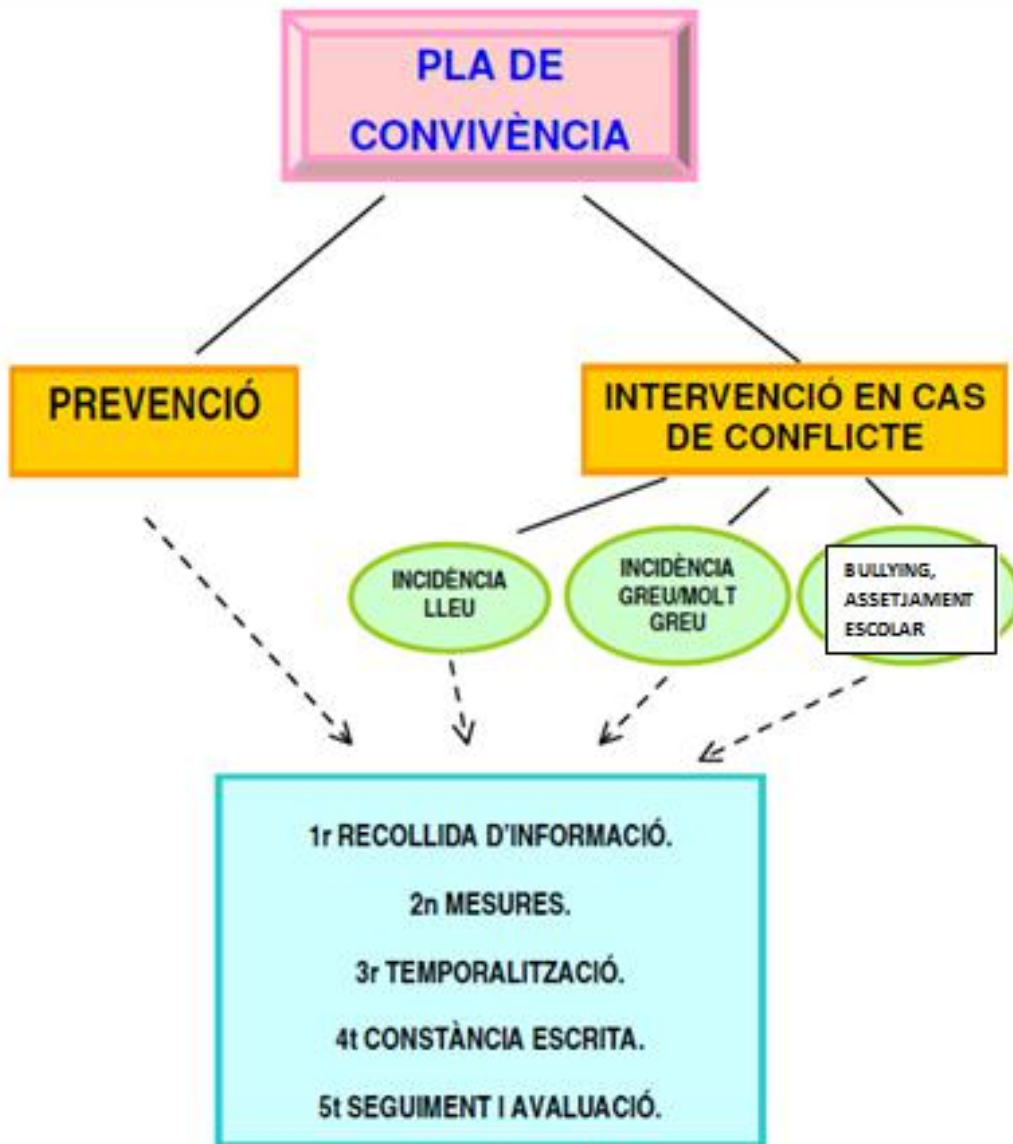 PLA DE
CONVIVÈNCIA
PREVENCIÓ
INTERVENCIÓ EN CAS
DE CONFLICTE
INCIDÈNCIA
LLEU
INCIDÈNCIA
GREU/MOLT
GREU
BULLYING,
ASSETJAMENT
ESCOLAR
1r RECOLLIDA D'INFORMACIÓ.
2n MESURES.
3r TEMPORALITZACIÓ.
4t CONSTÀNCIA ESCRITA.
5t SEGUIMENT I AVALUACIÓ.